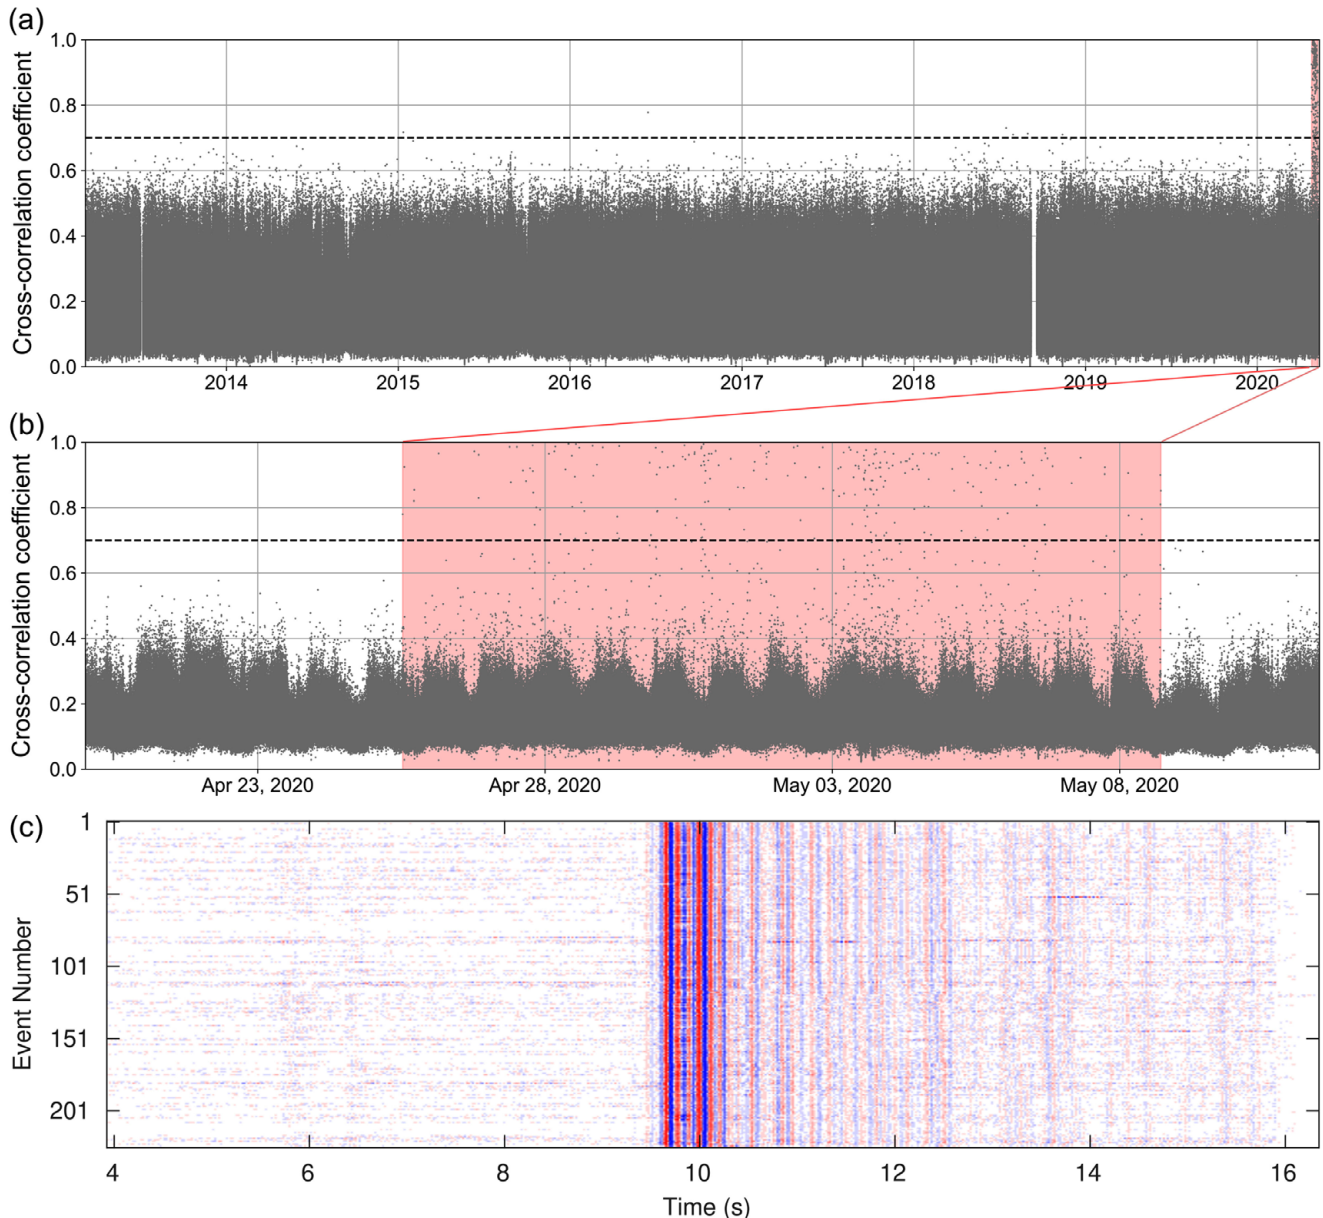 (a)
Cross-correlation coefficient
1.0
0.8
0.6
0.4
0.2
0.0
2014 2015 2016 2017 2018 2019 2020
(b)
Cross-correlation coefficient
1.0
0.8
0.6
0.4
0.2
0.0
Apr 23, 2020 Apr 28, 2020 May 03, 2020 May 08, 2020
(c)
Event Number
1
51
101
151
201
4 6 8 10 12 14 16
Time (s)